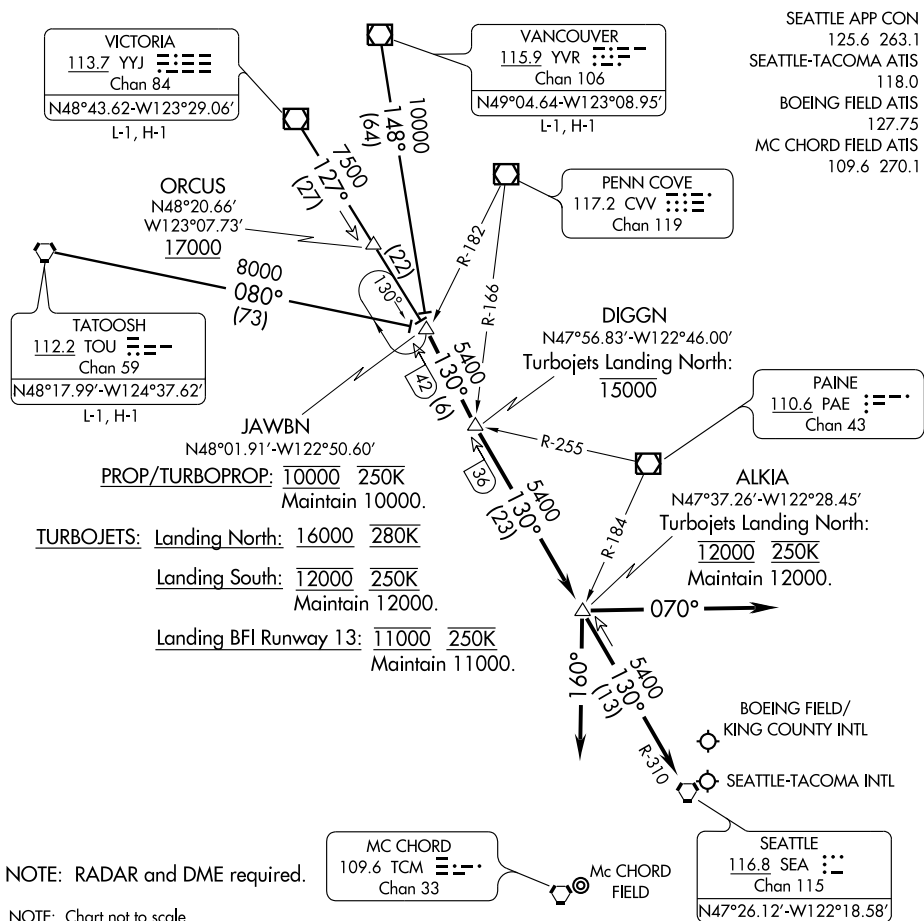 SEATTLE APP CON
125.6 263.1
SEATTLE-TACOMA ATIS
118.0
BOEING FIELD ATIS
127.75
MC CHORD FIELD ATIS
109.6 270.1
VICTORIA
113.7 YYJ
Chan 84
N48°43.62-W123°29.06′
L-1, H-1
VANCOUVER
115.9 YVR
Chan 106
N49°04.64-W123°08.95′
L-1, H-1
10000
148°
(64)
7500
127°
(27)
ORCUS
N48°20.66′
W123°07.73′
17000
(22)
PENN COVE
117.2 CVV
Chan 119
R-182
R-166
8000
080°
(73)
130°
TATOOSH
112.2 TOU
Chan 59
N48°17.99′-W124°37.62′
L-1, H-1
DIGGN
N47°56.83′-W122°46.00′
Turbojets Landing North:
15000
5400
130°
(6)
42
PAINE
110.6 PAE
Chan 43
R-255
R-184
JAWBN
N48°01.91′-W122°50.60′
PROP/TURBOPROP: 10000 250K
Maintain 10000.
TURBOJETS: Landing North: 16000 280K
Landing South: 12000 250K
Maintain 12000.
Landing BFI Runway 13: 11000 250K
Maintain 11000.
36
5400
130°
(23)
ALKIA
N47°37.26′-W122°28.45′
Turbojets Landing North:
12000 250K
Maintain 12000.
070°
160°
5400
130°
(13)
R-310
BOEING FIELD/
KING COUNTY INTL
SEATTLE-TACOMA INTL
SEATTLE
116.8 SEA
Chan 115
N47°26.12′-W122°18.58′
MC CHORD
109.6 TCM
Chan 33
Mc CHORD
FIELD
NOTE: RADAR and DME required.
NOTE: Chart not to scale